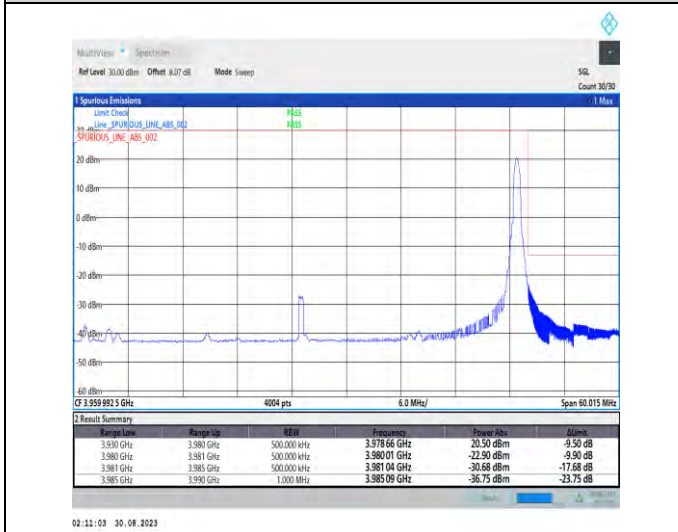 MultiView Spectrum
Ref Level 30.00 dBm Offset 8.07 dB Mode Sweep SGL
Count 30/30
1 Spurious Emissions 1 Max
Limit Check PASS
Line _SPURIOUS_LINE_ABS_002 PASS
_SPURIOUS_LINE_ABS_002
20 dBm
10 dBm
0 dBm
-10 dBm
-20 dBm
-30 dBm
-40 dBm
-50 dBm
-60 dBm
CF 3.959 992 5 GHz 4004 pts 6.0 MHz/ Span 60.015 MHz
2 Result Summary
Range Low Range Up RBW Frequency Power Abs ΔLimit
3.930 GHz 3.980 GHz 500.000 kHz 3.978 66 GHz 20.50 dBm -9.50 dB
3.980 GHz 3.981 GHz 500.000 kHz 3.980 01 GHz -22.90 dBm -9.90 dB
3.981 GHz 3.985 GHz 500.000 kHz 3.981 04 GHz -30.68 dBm -17.68 dB
3.985 GHz 3.990 GHz 1.000 MHz 3.985 09 GHz -36.75 dBm -23.75 dB
02:11:03 30.08.2023